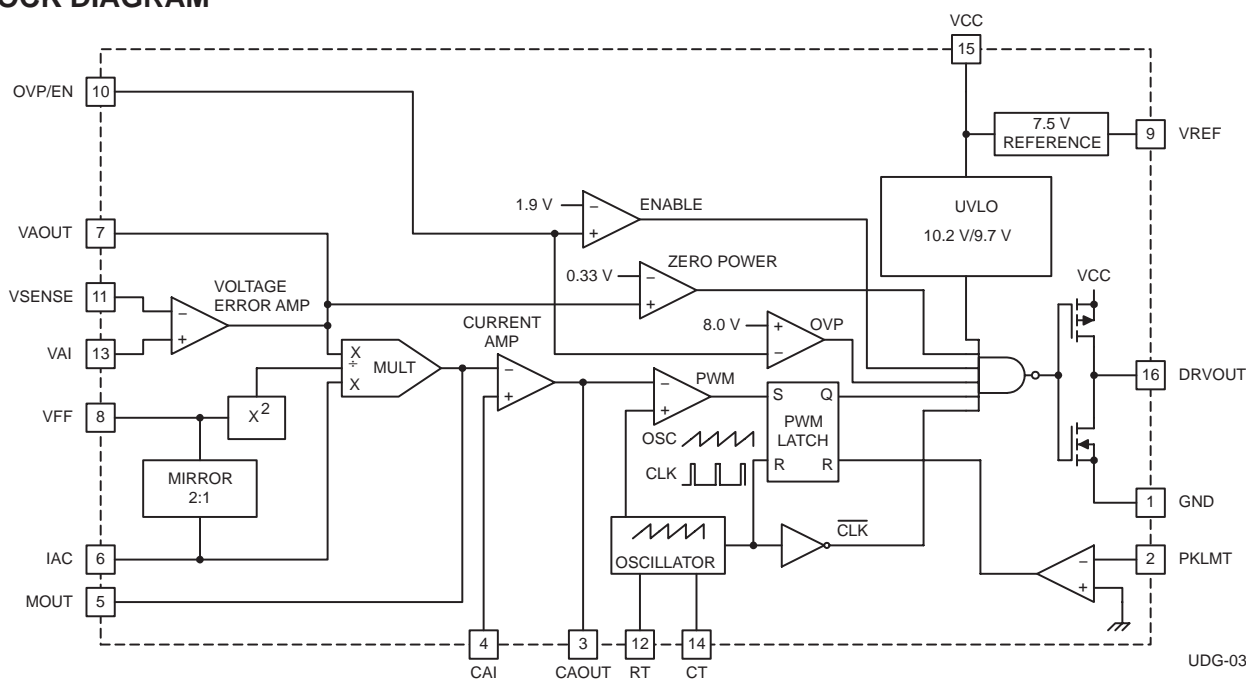 OCK DIAGRAM
VCC
15
OVP/EN 10
7.5 V
REFERENCE
9 VREF
1.9 V − ENABLE
+
UVLO
10.2 V/9.7 V
VAOUT
7
ZERO POWER
0.33 V −
+
VCC
VSENSE
11
VOLTAGE
ERROR AMP
−
+
VAI
13
CURRENT
AMP
8.0 V + OVP
−
X
÷
X
MULT
−
+
− PWM
+
16 DRVOUT
VFF
8
X2
S Q
PWM
LATCH
R R
OSC
CLK
MIRROR
2:1
1 GND
CLK
IAC
6
OSCILLATOR
−
+
2 PKLMT
MOUT
5
4 3 12 14
CAI CAOUT RT CT
UDG-03